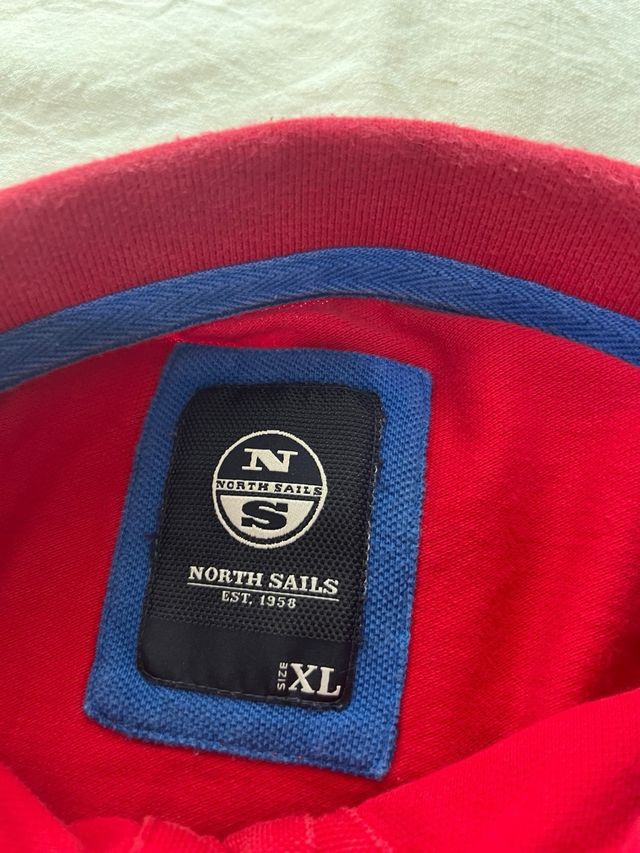 N
NORTH SAILS
S
NORTH SAILS
EST. 1958
SIZE XL